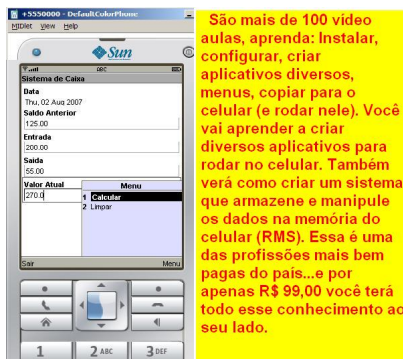 +5550000 - DefaultColorPhone
MIDlet View Help
Sun
ABC
Sistema de Caixa
Data
Thu, 02 Aug 2007
Saldo Anterior
125.00
Entrada
200.00
Saida
55.00
Valor Atual
270.0
Menu
1 Calcular
2 Limpar
Sair Menu
1 2 ABC 3 DEF
São mais de 100 vídeo
aulas, aprenda: Instalar,
configurar, criar
aplicativos diversos,
menus, copiar para o
celular (e rodar nele). Você
vai aprender a criar
diversos aplicativos para
rodar no celular. Também
verá como criar um sistema
que armazene e manipule
os dados na memória do
celular (RMS). Essa é uma
das profissões mais bem
pagas do país...e por
apenas R$ 99,00 você terá
todo esse conhecimento ao
seu lado.